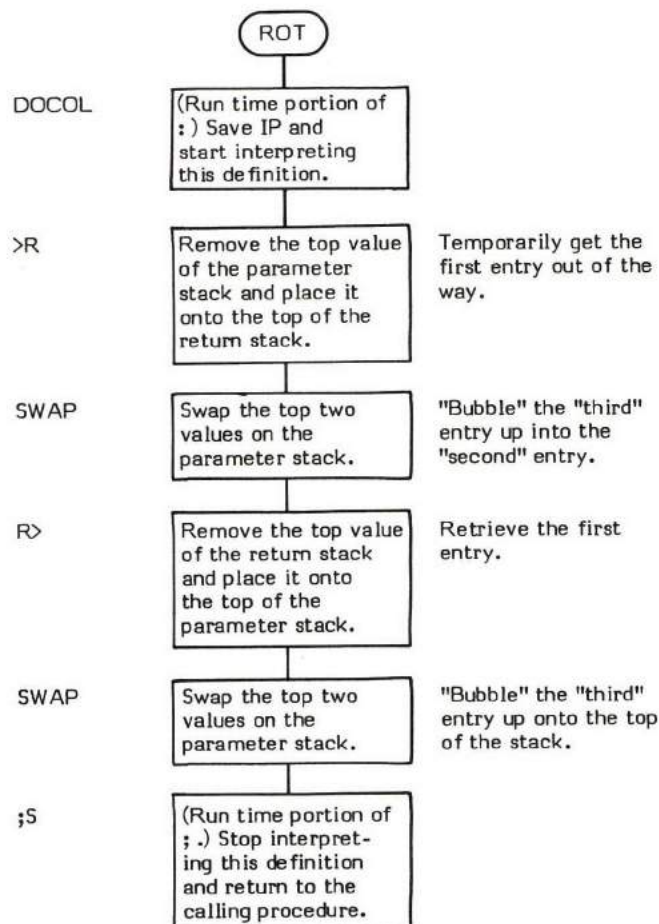 ROT
DOCOL
(Run time portion of
: ) Save IP and
start interpreting
this definition.
>R
Remove the top value
of the parameter
stack and place it
onto the top of the
return stack.
Temporarily get the
first entry out of the
way.
SWAP
Swap the top two
values on the
parameter stack.
"Bubble" the "third"
entry up into the
"second" entry.
R>
Remove the top value
of the return stack
and place it onto
the top of the
parameter stack.
Retrieve the first
entry.
SWAP
Swap the top two
values on the
parameter stack.
"Bubble" the "third"
entry up onto the top
of the stack.
;S
(Run time portion of
; .) Stop interpret-
ing this definition
and return to the
calling procedure.